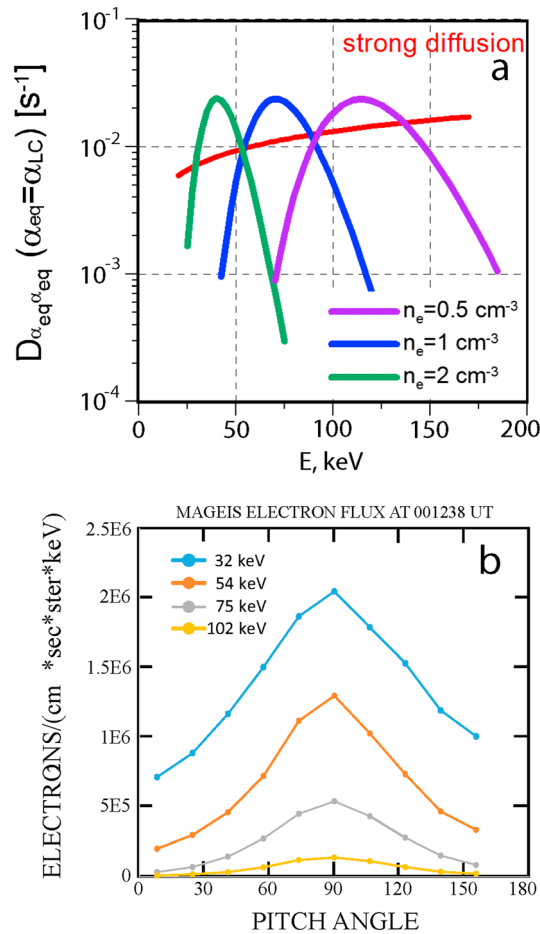 10⁻¹
strong diffusion
a
10⁻²
10⁻³
10⁻⁴
D_αeqαeq (αeq=αLC) [s⁻¹]
nₑ=0.5 cm⁻³
nₑ=1 cm⁻³
nₑ=2 cm⁻³
0 50 100 150 200
E, keV
MAGEIS ELECTRON FLUX AT 001238 UT
b
2.5E6
2E6
1.5E6
1E6
5E5
0
ELECTRONS/(cm *sec*ster*keV)
32 keV
54 keV
75 keV
102 keV
0 30 60 90 120 150 180
PITCH ANGLE